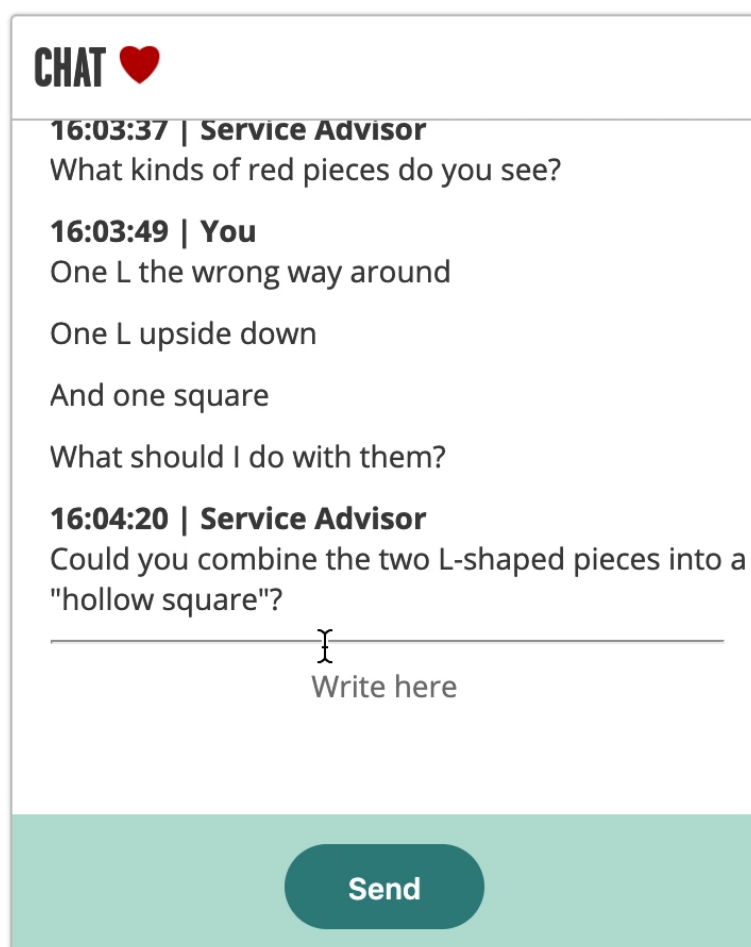 CHAT
16:03:37 | Service Advisor
What kinds of red pieces do you see?
16:03:49 | You
One L the wrong way around
One L upside down
And one square
What should I do with them?
16:04:20 | Service Advisor
Could you combine the two L-shaped pieces into a
"hollow square"?
Write here
Send